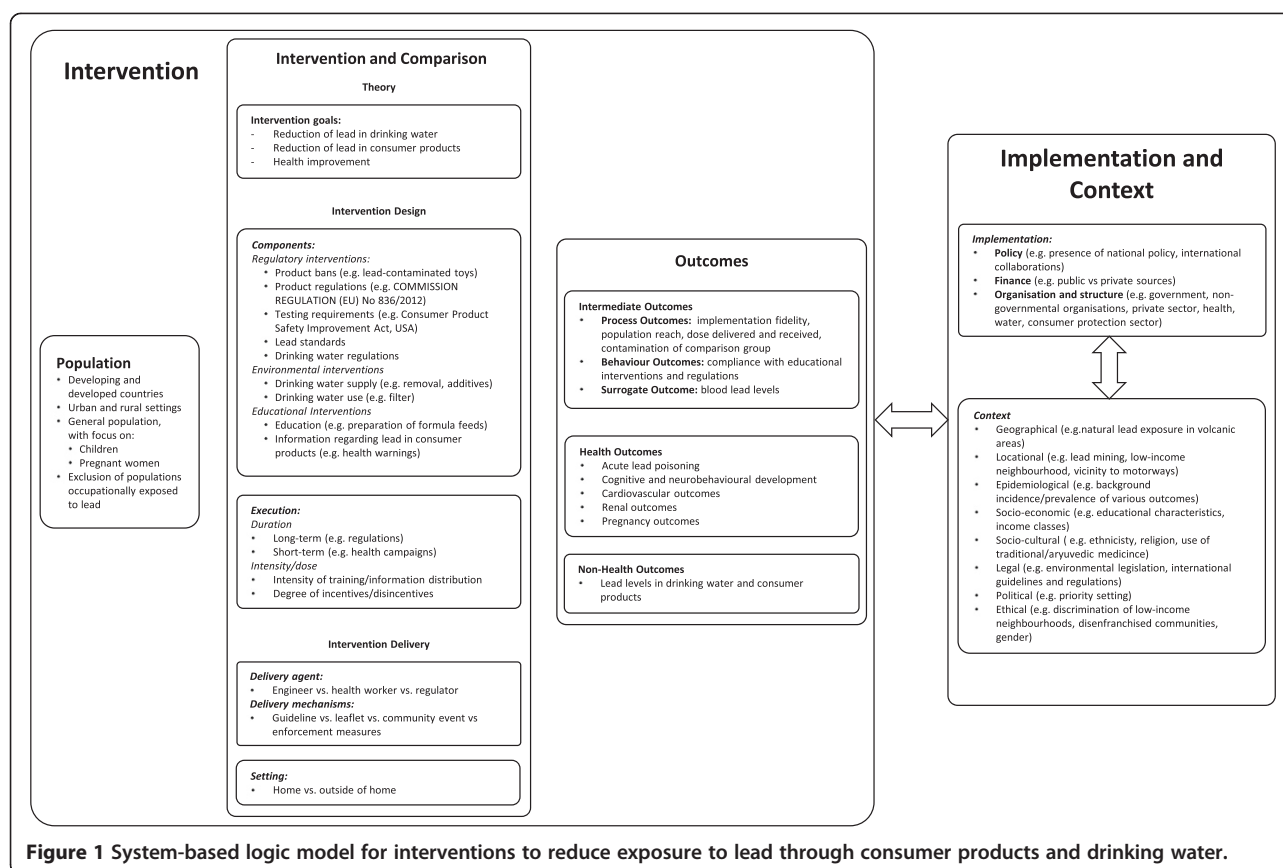 Intervention
Population
• Developing and
developed countries
• Urban and rural settings
• General population,
with focus on:
• Children
• Pregnant women
• Exclusion of populations
occupationally exposed
to lead
Intervention and Comparison
Theory
Intervention goals:
- Reduction of lead in drinking water
- Reduction of lead in consumer products
- Health improvement
Intervention Design
Components:
Regulatory interventions:
• Product bans (e.g. lead-contaminated toys)
• Product regulations (e.g. COMMISSION
REGULATION (EU) No 836/2012)
• Testing requirements (e.g. Consumer Product
Safety Improvement Act, USA)
• Lead standards
• Drinking water regulations
Environmental interventions
• Drinking water supply (e.g. removal, additives)
• Drinking water use (e.g. filter)
Educational Interventions
• Education (e.g. preparation of formula feeds)
• Information regarding lead in consumer
products (e.g. health warnings)
Execution:
Duration
• Long-term (e.g. regulations)
• Short-term (e.g. health campaigns)
Intensity/dose
• Intensity of training/information distribution
• Degree of incentives/disincentives
Intervention Delivery
Delivery agent:
• Engineer vs. health worker vs. regulator
Delivery mechanisms:
• Guideline vs. leaflet vs. community event vs
enforcement measures
Setting:
• Home vs. outside of home
Outcomes
Intermediate Outcomes
• Process Outcomes: implementation fidelity,
population reach, dose delivered and received,
contamination of comparison group
• Behaviour Outcomes: compliance with educational
interventions and regulations
• Surrogate Outcome: blood lead levels
Health Outcomes
• Acute lead poisoning
• Cognitive and neurobehavioural development
• Cardiovascular outcomes
• Renal outcomes
• Pregnancy outcomes
Non-Health Outcomes
• Lead levels in drinking water and consumer
products
Implementation and
Context
Implementation:
• Policy (e.g. presence of national policy, international
collaborations)
• Finance (e.g. public vs private sources)
• Organisation and structure (e.g. government, non-
governmental organisations, private sector, health,
water, consumer protection sector)
Context
• Geographical (e.g.natural lead exposure in volcanic
areas)
• Locational (e.g. lead mining, low-income
neighbourhood, vicinity to motorways)
• Epidemiological (e.g. background
incidence/prevalence of various outcomes)
• Socio-economic (e.g. educational characteristics,
income classes)
• Socio-cultural ( e.g. ethnicisty, religion, use of
traditional/aryuvedic medicince)
• Legal (e.g. environmental legislation, international
guidelines and regulations)
• Political (e.g. priority setting)
• Ethical (e.g. discrimination of low-income
neighbourhoods, disenfranchised communities,
gender)
Figure 1 System-based logic model for interventions to reduce exposure to lead through consumer products and drinking water.